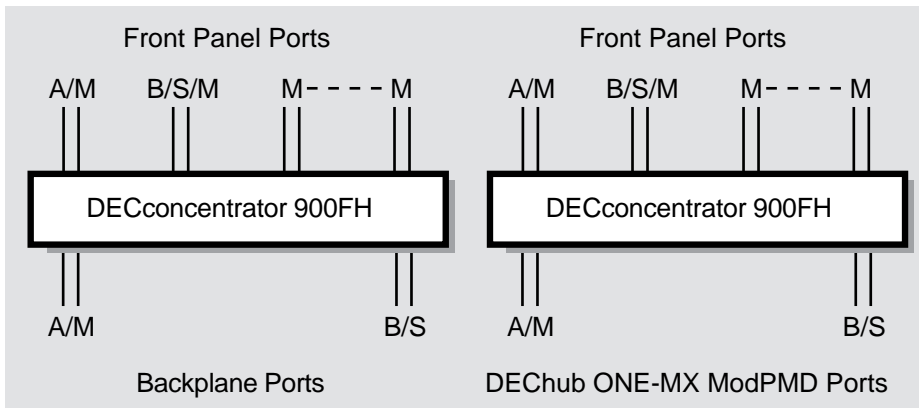 Front Panel Ports
A/M B/S/M M - - - - M
DECconcentrator 900FH
A/M B/S
Backplane Ports
Front Panel Ports
A/M B/S/M M - - - - M
DECconcentrator 900FH
A/M B/S
DEChub ONE-MX ModPMD Ports